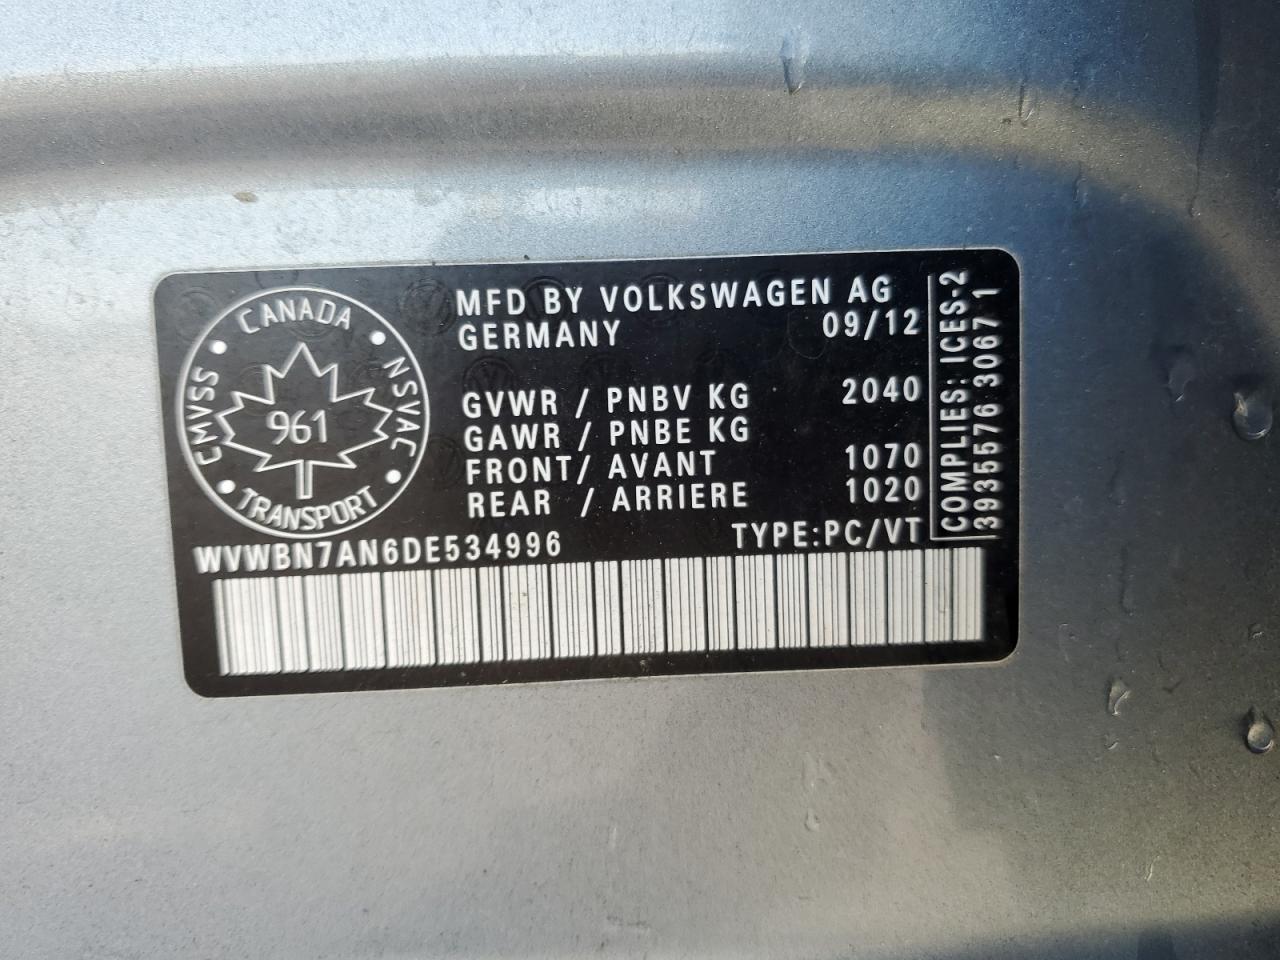 CANADA
CMVSS
NSVAC
961
TRANSPORT
MFD BY VOLKSWAGEN AG
GERMANY 09/12
GVWR / PNBV KG 2040
GAWR / PNBE KG
FRONT/ AVANT 1070
REAR / ARRIERE 1020
WVWBN7AN6DE534996 TYPE:PC/VT
COMPLIES: ICES-2
3935576 3067 1